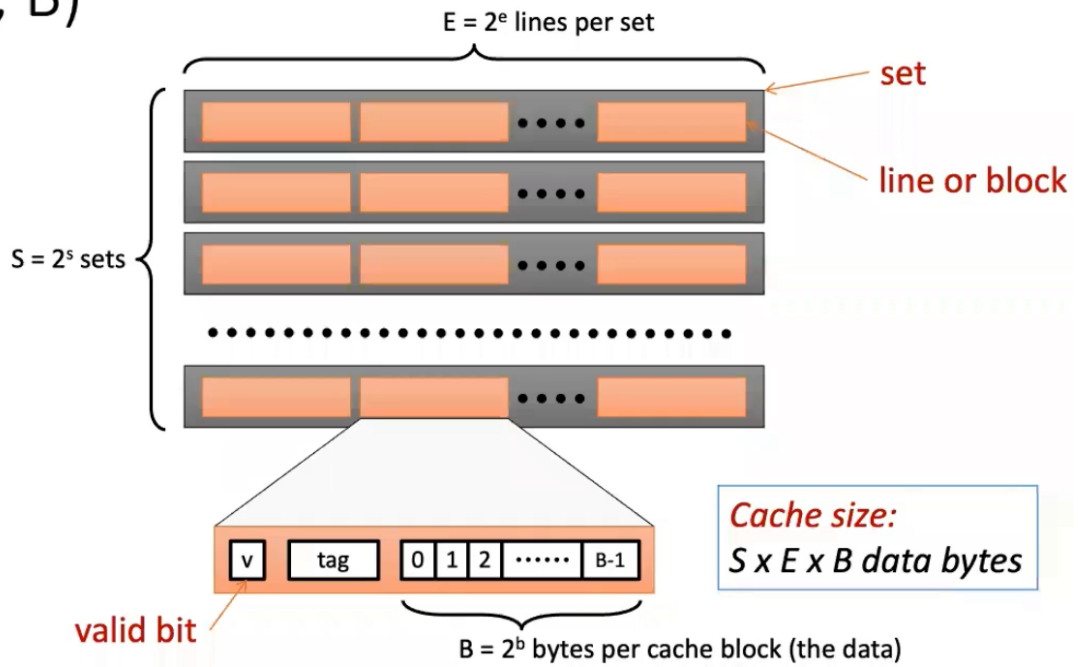 , B)
E = 2ᵉ lines per set
set
line or block
S = 2ˢ sets
v tag 0 1 2 ...... B-1
Cache size:
S x E x B data bytes
valid bit
B = 2ᵇ bytes per cache block (the data)